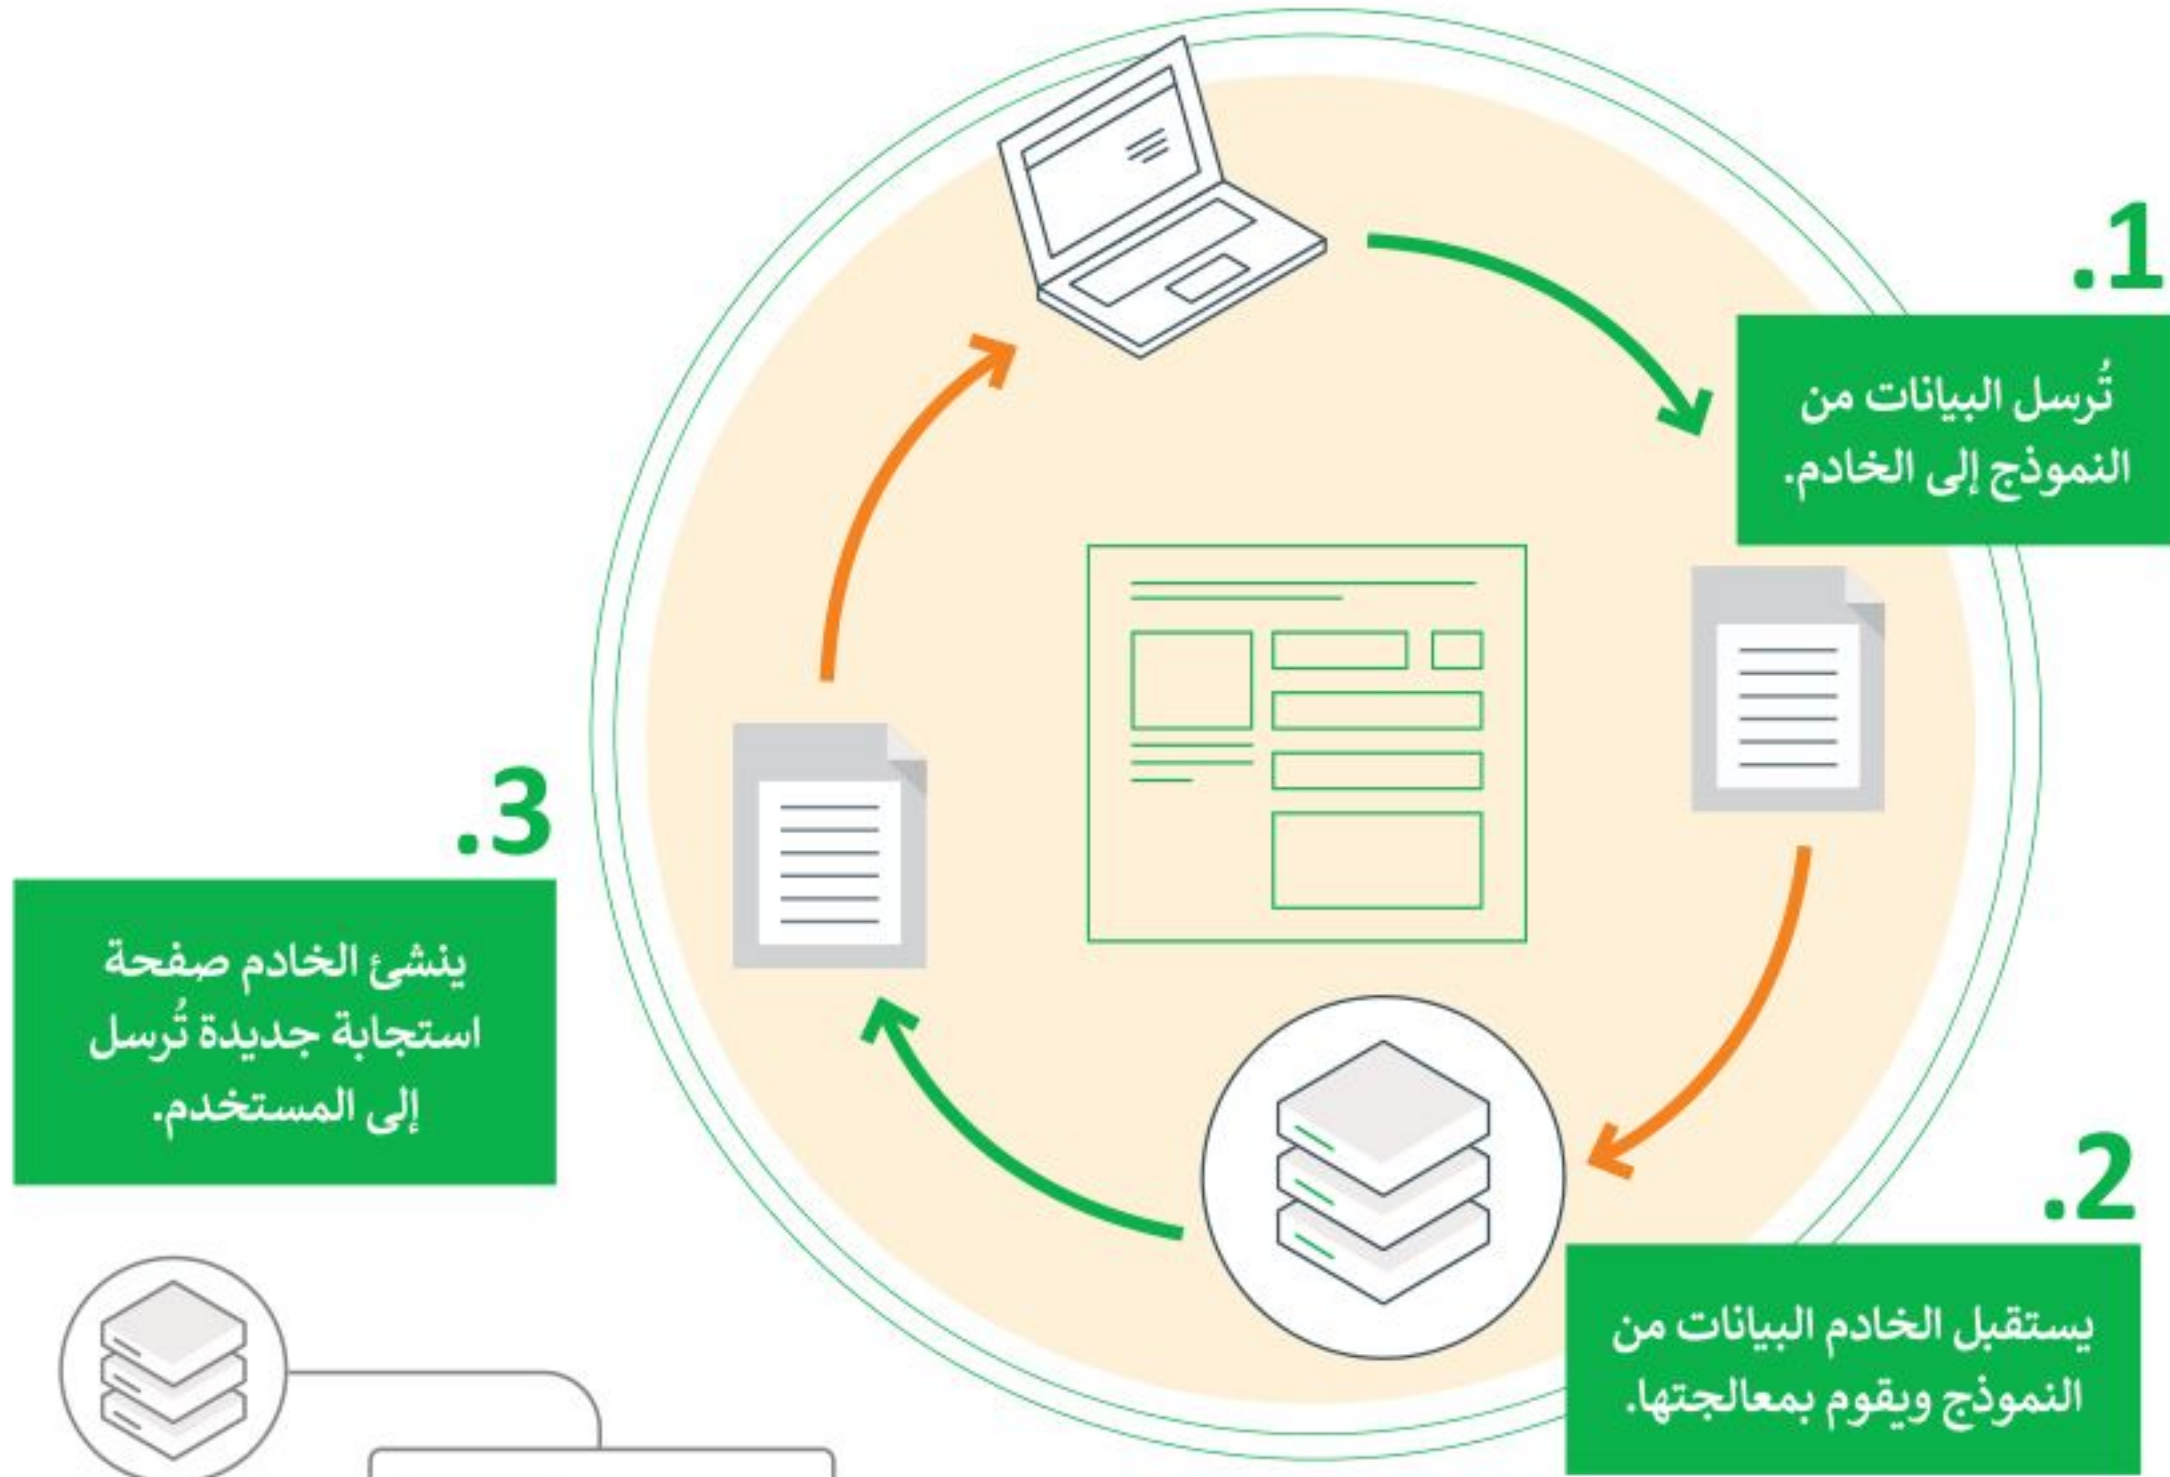 .1
تُرسل البيانات من
النموذج إلى الخادم.
.2
يستقبل الخادم البيانات من
النموذج ويقوم بمعالجتها.
.3
ينشئ الخادم صفحة
استجابة جديدة تُرسل
إلى المستخدم.